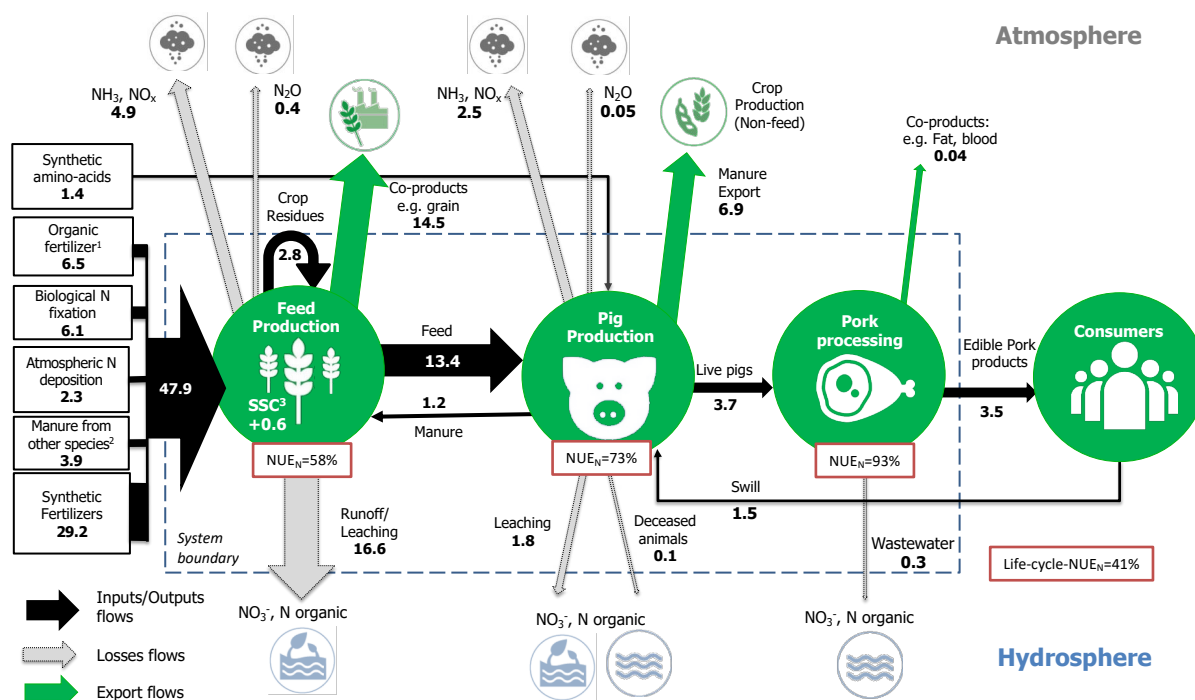 Atmosphere
NH₃, NOₓ
4.9
N₂O
0.4
NH₃, NOₓ
2.5
N₂O
0.05
Crop
Production
(Non-feed)
Co-products:
e.g. Fat, blood
0.04
Synthetic
amino-acids
1.4
Crop
Residues
Co-products
e.g. grain
14.5
Manure
Export
6.9
Organic
fertilizer¹
6.5
2.8
Biological N
fixation
6.1
Feed
Production
Pig
Production
Pork
processing
Consumers
Feed
13.4
Live pigs
3.7
Edible Pork
products
3.5
Atmospheric N
deposition
2.3
47.9
SSC³
+0.6
1.2
Manure
Manure from
other species²
3.9
NUE_N=58%
NUE_N=73%
NUE_N=93%
Synthetic
Fertilizers
29.2
Swill
1.5
System
boundary
Runoff/
Leaching
16.6
Leaching
1.8
Deceased
animals
0.1
Wastewater
0.3
Life-cycle-NUE_N=41%
Inputs/Outputs
flows
NO₃⁻, N organic
NO₃⁻, N organic
NO₃⁻, N organic
Losses flows
Hydrosphere
Export flows